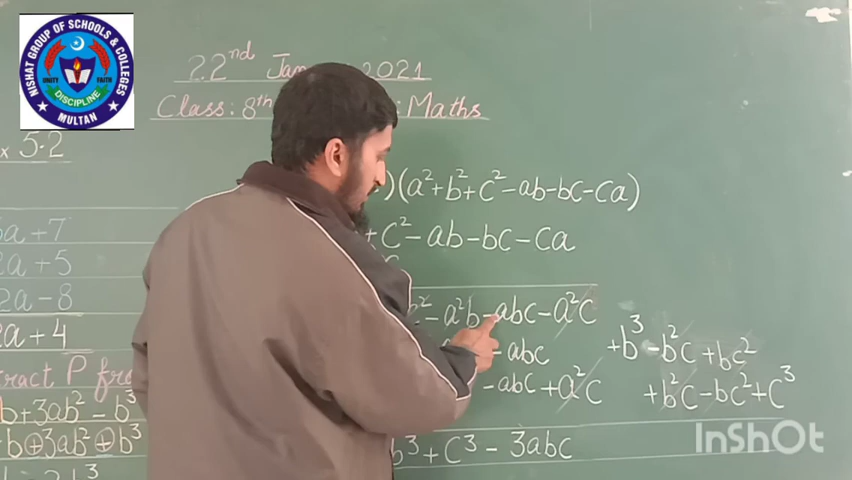 NISHAT GROUP OF SCHOOLS & COLLEGES
UNITY FAITH
DISCIPLINE
MULTAN
22nd Jan 2021
Class: 8th : Maths
x 5.2
)(a²+b²+c²-ab-bc-ca)
a+7
+c²-ab-bc-ca
a+5
2a-8
-a²b-abc-a²c
2a+4
-abc +b³-b²c+bc²
tract P fr
-abc+a²c +b²c-bc²+c³
b+3ab²-b³
b⊕3ab²⊕b³
b³+c³-3abc
InShOt